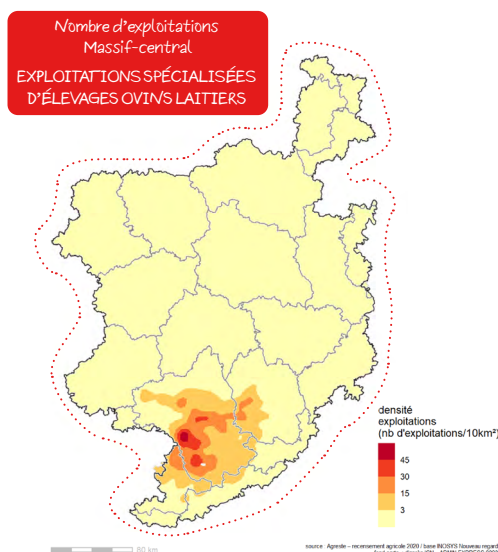 Nombre d'exploitations
Massif-central
EXPLOITATIONS SPÉCIALISÉES
D'ÉLEVAGES OVINS LAITIERS
densité
exploitations
(nb d'exploitations/10km²)
45
30
15
3
80 km
source : Agreste – recensement agricole 2020 / base INOSYS Nouveau regard